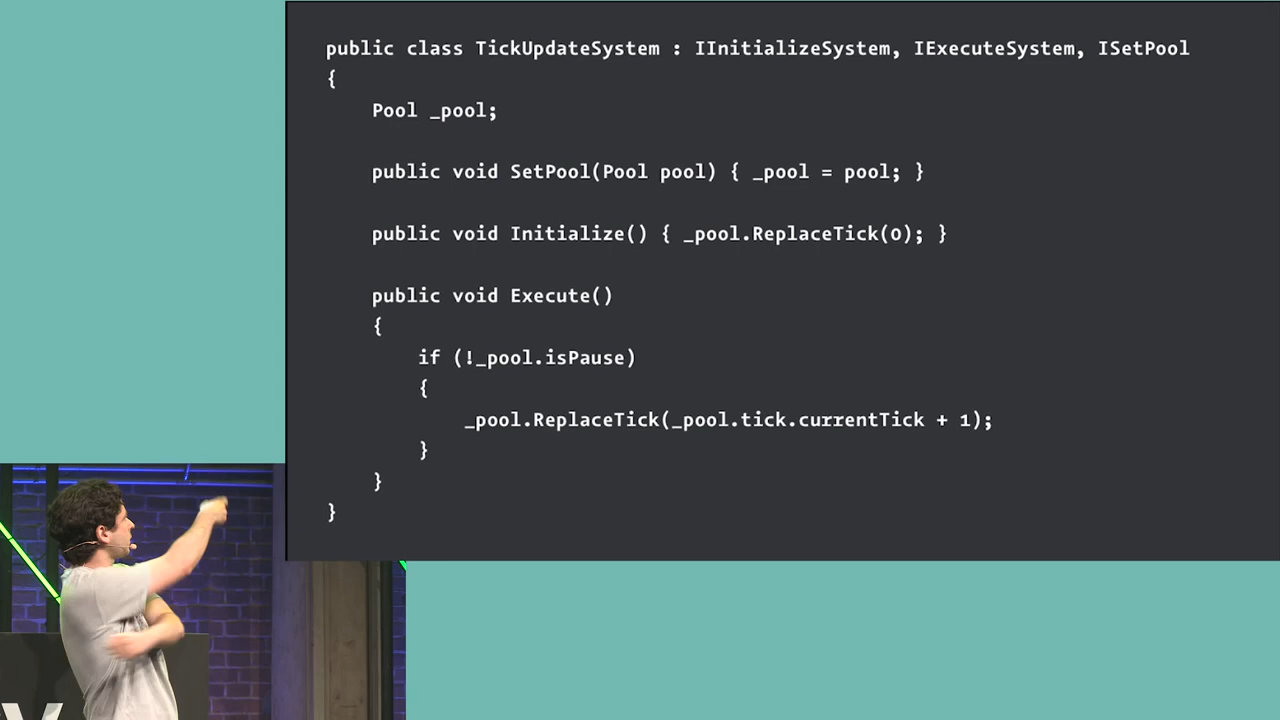 public class TickUpdateSystem : IInitializeSystem, IExecuteSystem, ISetPool
{
Pool _pool;
public void SetPool(Pool pool) { _pool = pool; }
public void Initialize() { _pool.ReplaceTick(0); }
public void Execute()
{
if (!_pool.isPause)
{
_pool.ReplaceTick(_pool.tick.currentTick + 1);
}
}
}